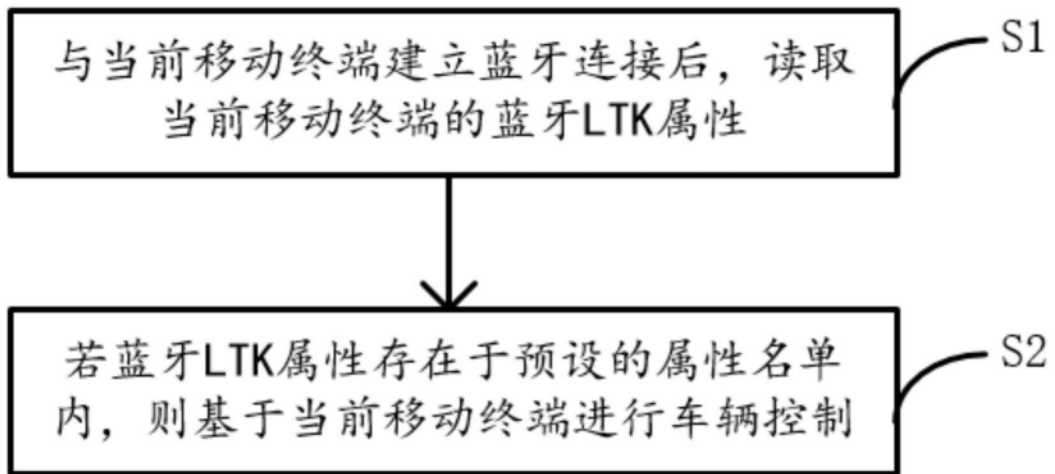 与当前移动终端建立蓝牙连接后，读取
当前移动终端的蓝牙LTK属性
S1
若蓝牙LTK属性存在于预设的属性名单
内，则基于当前移动终端进行车辆控制
S2